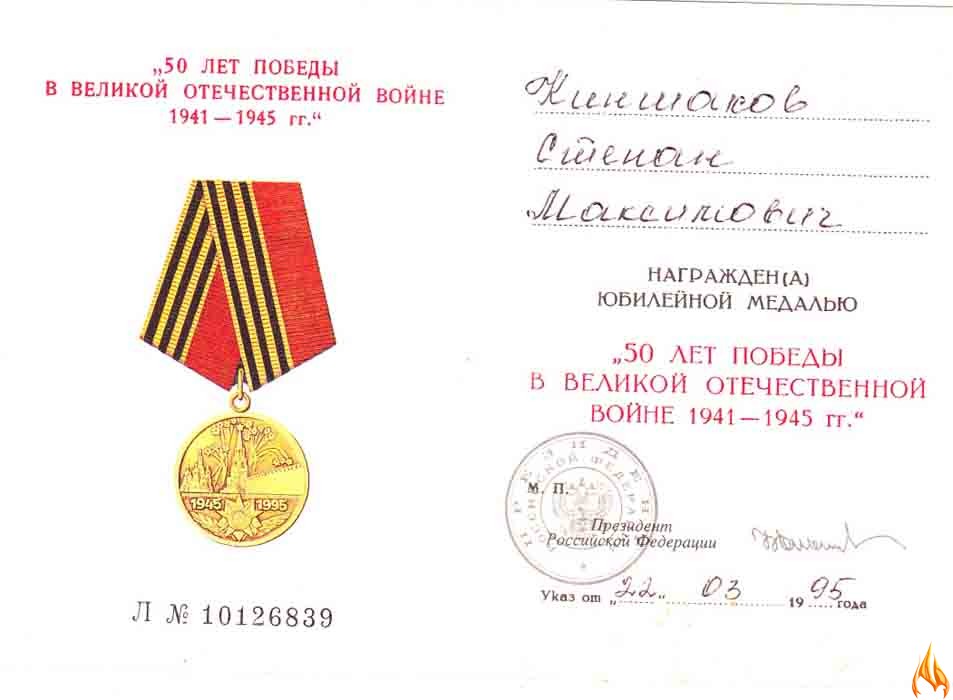 „50 ЛЕТ ПОБЕДЫ
В ВЕЛИКОЙ ОТЕЧЕСТВЕННОЙ ВОЙНЕ
1941—1945 гг.“
1945 1995
Л № 10126839
Киншаков
Степан
Максимович
НАГРАЖДЕН(А)
ЮБИЛЕЙНОЙ МЕДАЛЬЮ
„50 ЛЕТ ПОБЕДЫ
В ВЕЛИКОЙ ОТЕЧЕСТВЕННОЙ
ВОЙНЕ 1941—1945 гг.“
М. П.
Президент
Российской Федерации
Указ от „22„ 03 1995 года